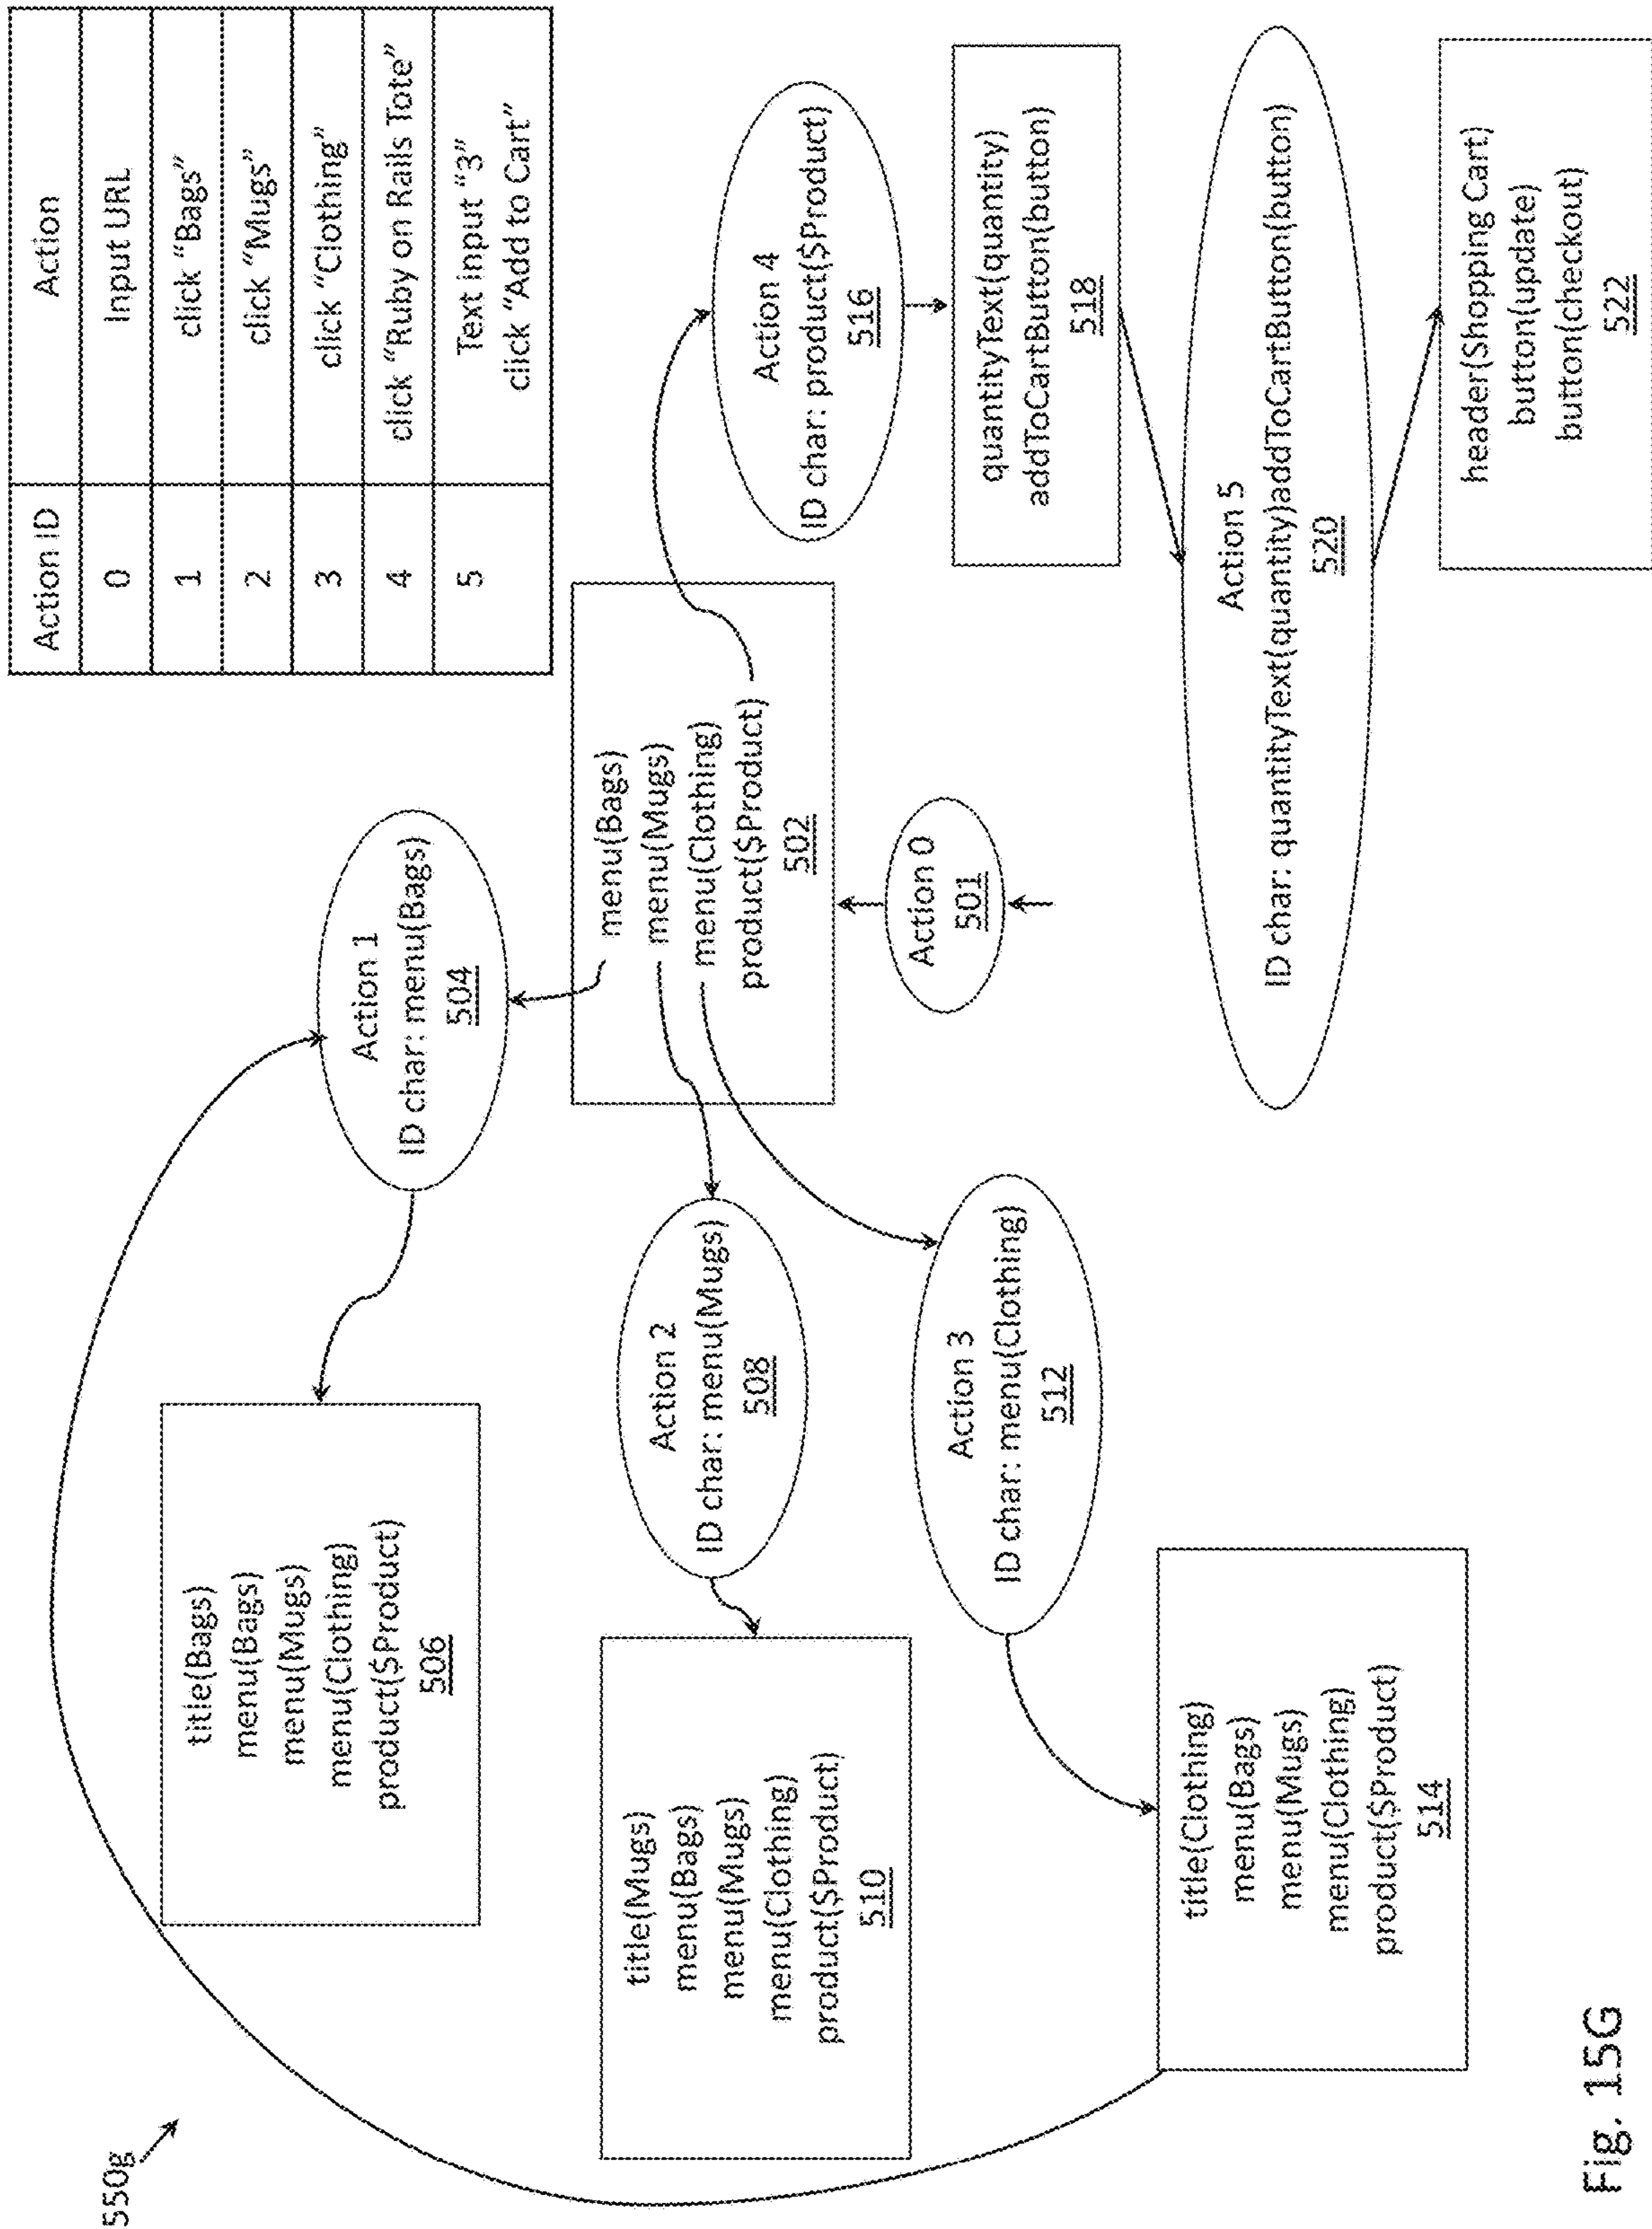 550g
Action ID Action
0 Input URL
1 click “Bags”
2 click “Mugs”
3 click “Clothing”
4 click “Ruby on Rails Tote”
5 Text input “3”
click “Add to Cart”
title(Bags)
menu(Bags)
menu(Mugs)
menu(Clothing)
product($Product)
506
Action 1
ID char: menu(Bags)
504
title(Mugs)
menu(Bags)
menu(Mugs)
menu(Clothing)
product($Product)
510
Action 2
ID char: menu(Mugs)
508
menu(Bags)
menu(Mugs)
menu(Clothing)
product($Product)
502
Action 4
ID char: product($Product)
516
Action 3
ID char: menu(Clothing)
512
Action 0
501
quantityText(quantity)
addToCartButton(button)
518
title(Clothing)
menu(Bags)
menu(Mugs)
menu(Clothing)
product($Product)
514
Action 5
ID char: quantityText(quantity)addToCartButton(button)
520
header(Shopping Cart)
button(update)
button(checkout)
522
Fig. 15G